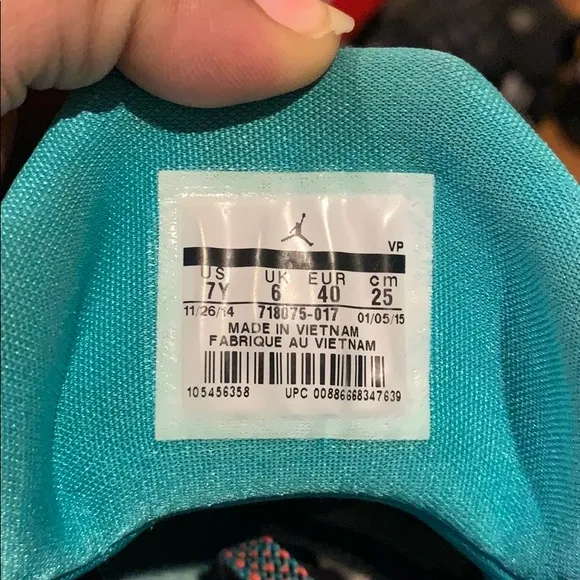 VP
US UK EUR cm
7Y 6 40 25
11/26/14 718075-017 01/05/15
MADE IN VIETNAM
FABRIQUE AU VIETNAM
105456358 UPC 00886668347639